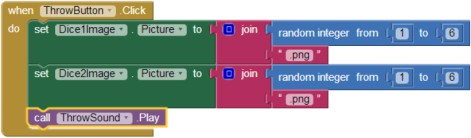 when ThrowButton .Click
do set Dice1Image . Picture to join random integer from 1 to 6
" .png "
set Dice2Image . Picture to join random integer from 1 to 6
" .png "
call ThrowSound .Play